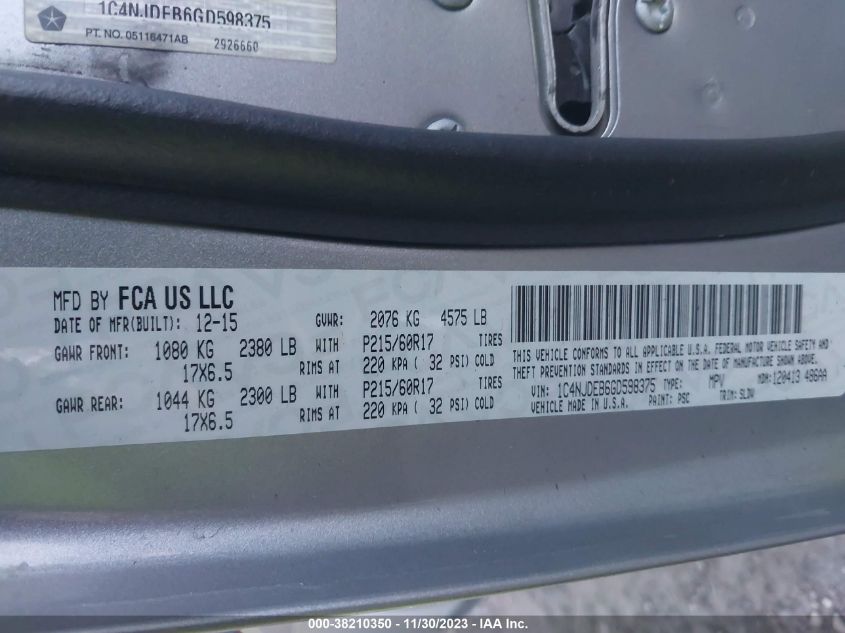 1C4NJDEB6GD598375
PT. NO. 05116471AB 2926660
MFD BY FCA US LLC
DATE OF MFR(BUILT): 12-15 GVWR: 2076 KG 4575 LB
GAWR FRONT: 1080 KG 2380 LB WITH P215/60R17 TIRES
17X6.5 RIMS AT 220 KPA ( 32 PSI) COLD
GAWR REAR: 1044 KG 2300 LB WITH P215/60R17 TIRES
17X6.5 RIMS AT 220 KPA ( 32 PSI) COLD
THIS VEHICLE CONFORMS TO ALL APPLICABLE U.S.A. FEDERAL MOTOR VEHICLE SAFETY AND
THEFT PREVENTION STANDARDS IN EFFECT ON THE DATE OF MANUFACTURE SHOWN ABOVE.
VIN: 1C4NJDEB6GD598375 TYPE: MPV MDH: 120413 486AA
VEHICLE MADE IN U.S.A. PAINT: PSC TRIM: SLDV
000-38210350 - 11/30/2023 - IAA Inc.